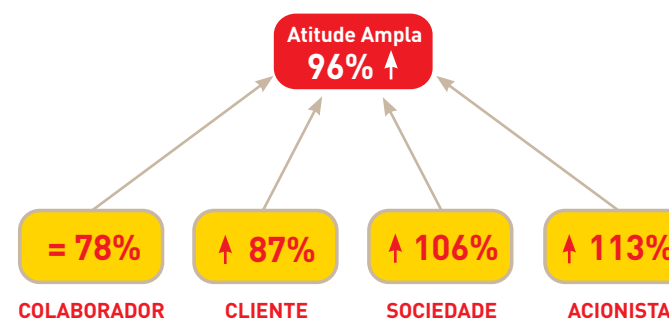 Atitude Ampla
96% ↑
= 78%
↑ 87%
↑ 106%
↑ 113%
COLABORADOR
CLIENTE
SOCIEDADE
ACIONISTA